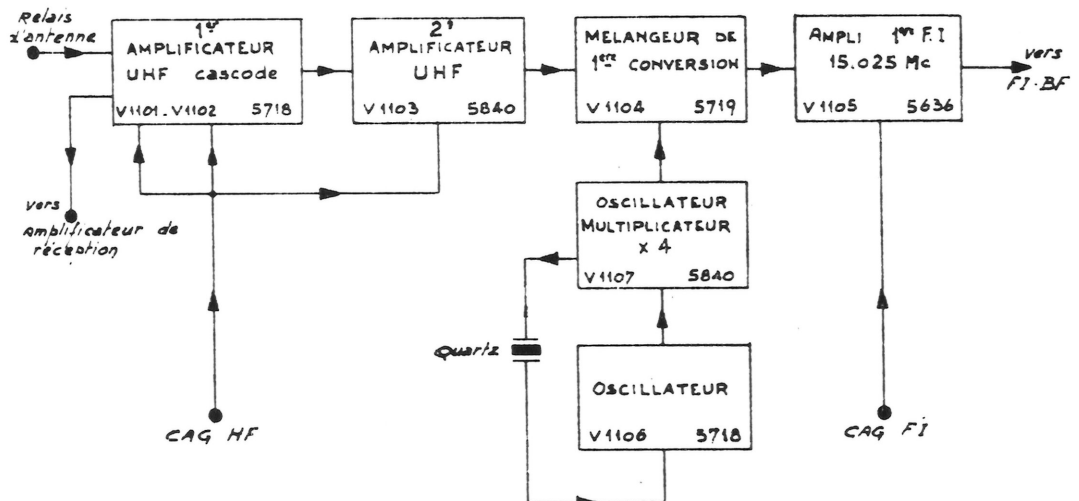 Relais
d'antenne
1er
AMPLIFICATEUR
UHF cascode
V1101.V1102 5718
2e
AMPLIFICATEUR
UHF
V1103 5840
MELANGEUR DE
1ère CONVERSION
V1104 5719
AMPLI 1ere F.I
15.025 Mc
V1105 5636
vers
FI.BF
vers
Amplificateur de
réception
OSCILLATEUR
MULTIPLICATEUR
x 4
V1107 5840
Quartz
OSCILLATEUR
V1106 5718
CAG HF
CAG FI